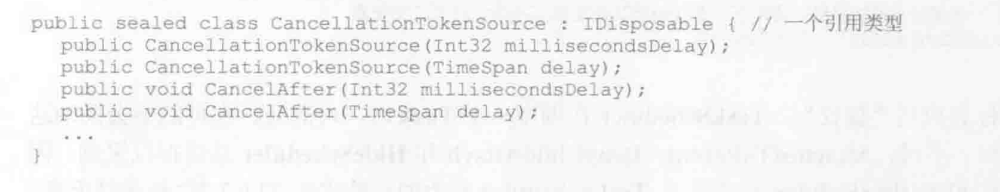 public sealed class CancellationTokenSource : IDisposable { // 一个引用类型
public CancellationTokenSource(Int32 millisecondsDelay);
public CancellationTokenSource(TimeSpan delay);
public void CancelAfter(Int32 millisecondsDelay);
public void CancelAfter(TimeSpan delay);
...
}